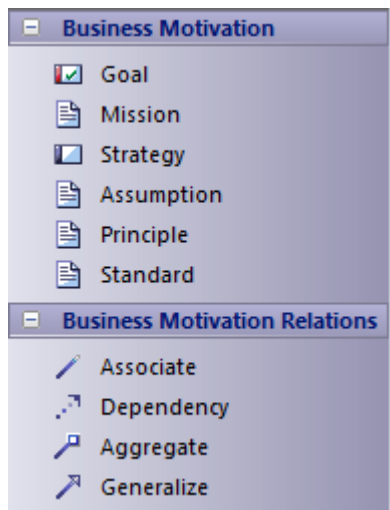 Business Motivation
Goal
Mission
Strategy
Assumption
Principle
Standard
Business Motivation Relations
Associate
Dependency
Aggregate
Generalize